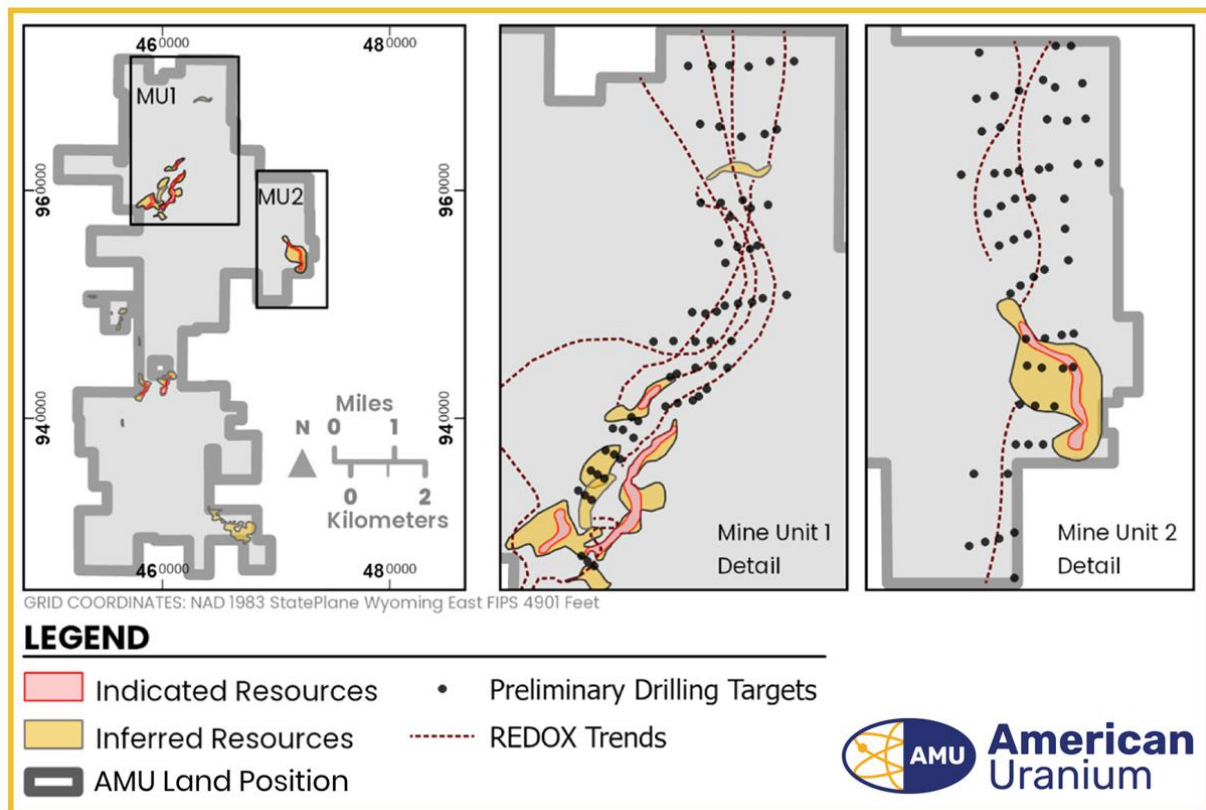 460000
480000
MU1
960000
960000
MU2
Miles
N 0 1
940000
940000
0 2
Kilometers
460000
480000
Mine Unit 1
Detail
Mine Unit 2
Detail
GRID COORDINATES: NAD 1983 StatePlane Wyoming East FIPS 4901 Feet
LEGEND
Indicated Resources
Preliminary Drilling Targets
Inferred Resources
REDOX Trends
AMU Land Position
AMU
American
Uranium